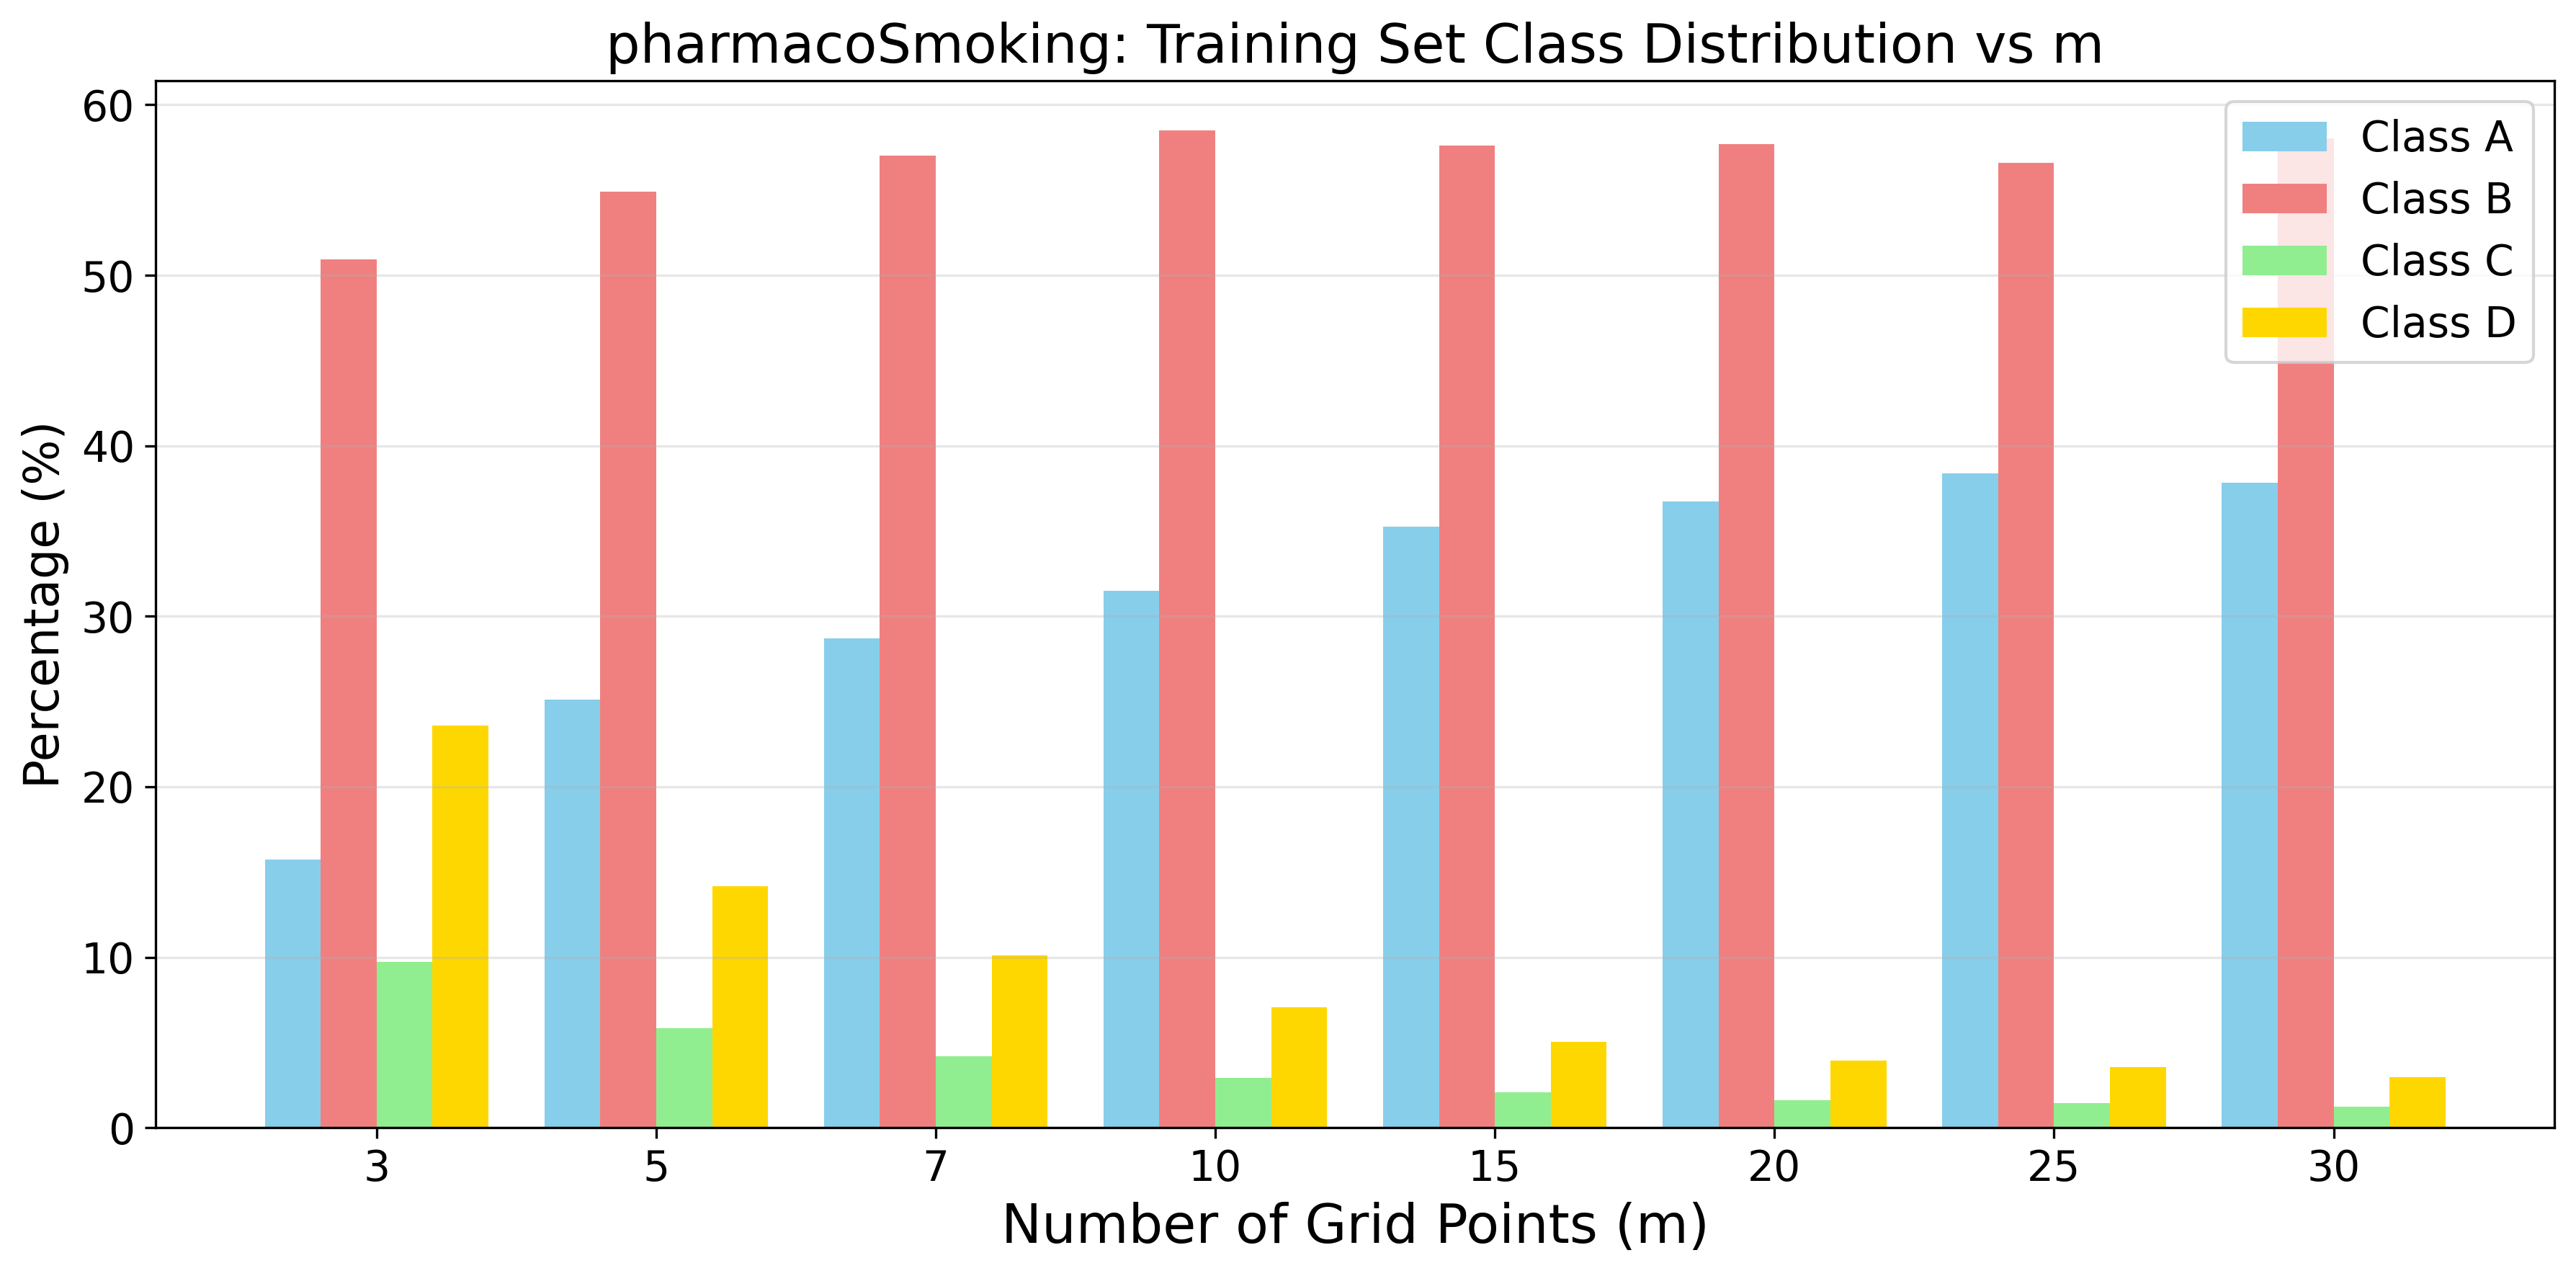 pharmacoSmoking: Training Set Class Distribution vs m
60
50
40
30
20
10
0
Percentage (%)
Class A
Class B
Class C
Class D
3 5 7 10 15 20 25 30
Number of Grid Points (m)